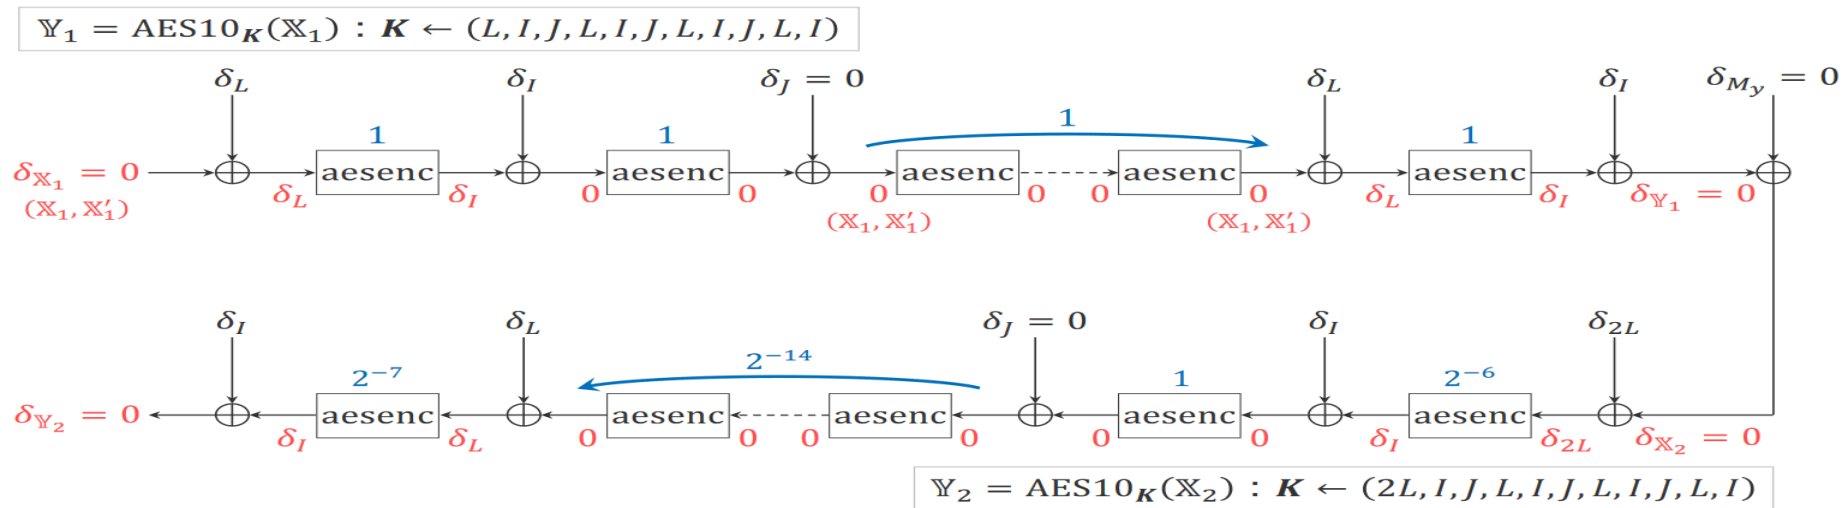 𝕐₁ = AES10_𝑲(𝕏₁) : 𝑲 ← (L, I, J, L, I, J, L, I, J, L, I)
δ_L δ_I δ_J = 0 δ_L δ_I δ_{M_y} = 0
1 1 1 1
δ_{𝕏₁} = 0 aesenc aesenc aesenc aesenc aesenc
δ_L δ_I 0 0 0 0 0 0 δ_L δ_I δ_{𝕐₁} = 0
(𝕏₁, 𝕏′₁) (𝕏₁, 𝕏′₁) (𝕏₁, 𝕏′₁)
δ_I δ_L δ_J = 0 δ_I δ_{2L}
2⁻⁷ 2⁻¹⁴ 1 2⁻⁶
δ_{𝕐₂} = 0 aesenc aesenc aesenc aesenc aesenc
δ_I δ_L 0 0 0 0 0 0 δ_I δ_{2L} δ_{𝕏₂} = 0
𝕐₂ = AES10_𝑲(𝕏₂) : 𝑲 ← (2L, I, J, L, I, J, L, I, J, L, I)